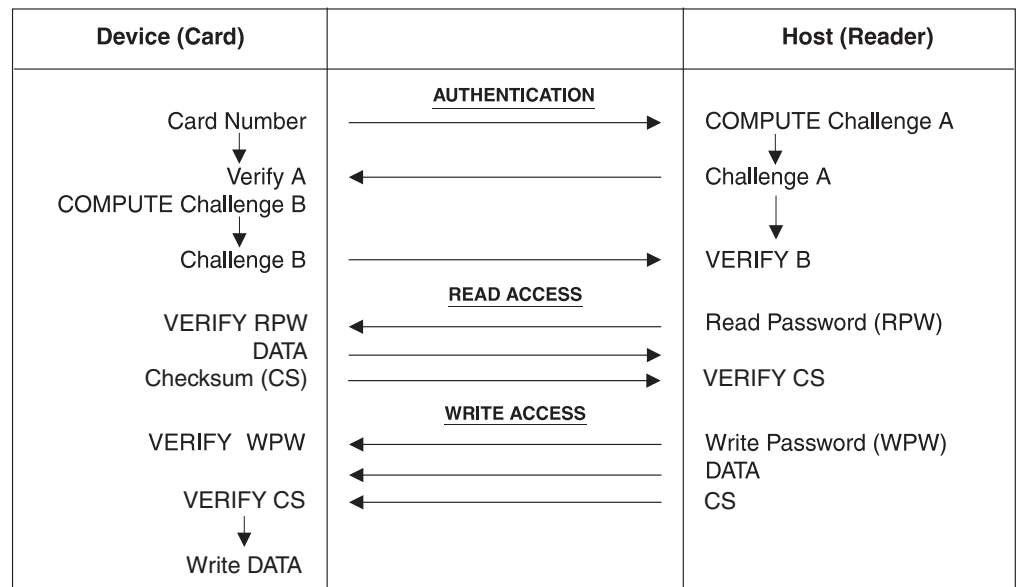 Device (Card) Host (Reader)
AUTHENTICATION
Card Number COMPUTE Challenge A
Verify A Challenge A
COMPUTE Challenge B
Challenge B VERIFY B
READ ACCESS
VERIFY RPW Read Password (RPW)
DATA
Checksum (CS) VERIFY CS
WRITE ACCESS
VERIFY WPW Write Password (WPW)
DATA
VERIFY CS CS
Write DATA